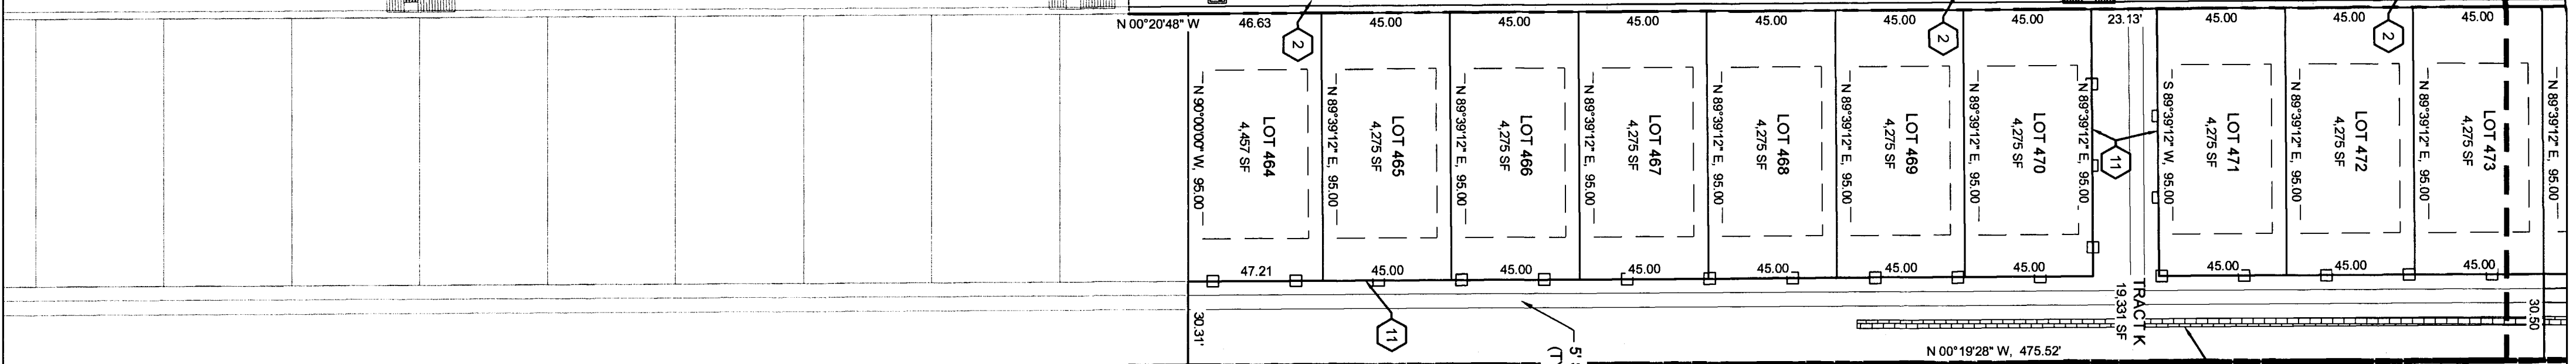 N 00°20'48" W
46.63
45.00
45.00
45.00
45.00
45.00
45.00
23.13'
45.00
45.00
45.00
2
2
2
N 90°00'00" W, 95.00
LOT 464
4,457 SF
N 89°39'12" E, 95.00
LOT 465
4,275 SF
N 89°39'12" E, 95.00
LOT 466
4,275 SF
N 89°39'12" E, 95.00
LOT 467
4,275 SF
N 89°39'12" E, 95.00
LOT 468
4,275 SF
N 89°39'12" E, 95.00
LOT 469
4,275 SF
N 89°39'12" E, 95.00
LOT 470
4,275 SF
N 89°39'12" E, 95.00
11
S 89°39'12" W, 95.00
LOT 471
4,275 SF
N 89°39'12" E, 95.00
LOT 472
4,275 SF
N 89°39'12" E, 95.00
LOT 473
4,275 SF
N 89°39'12" E, 95.00
47.21
45.00
45.00
45.00
45.00
45.00
45.00
45.00
45.00
45.00
30.31'
11
5'
(T
TRACT K
19,331 SF
30.50
N 00°19'28" W, 475.52'